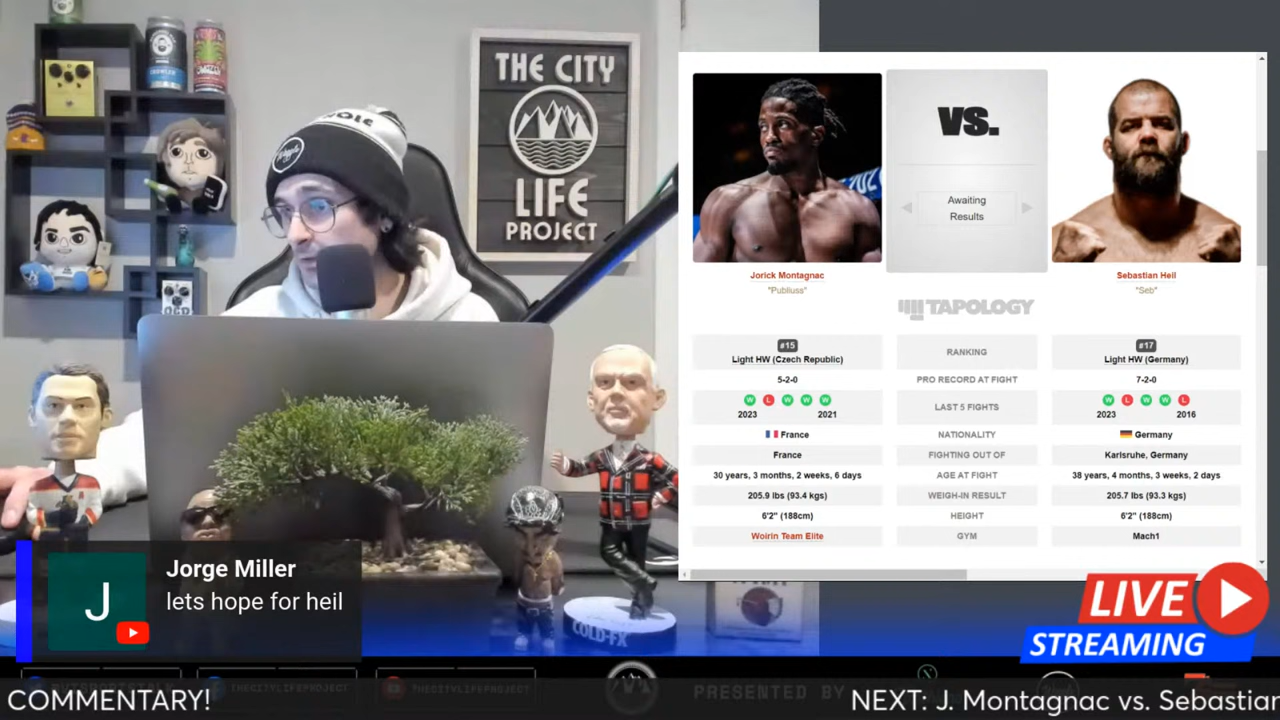 THE CITY
LIFE
PROJECT
VS.
Awaiting
Results
Jorick Montagnac
"Publiuss"
Sebastian Heil
"Seb"
TAPOLOGY
#15
Light HW (Czech Republic)
RANKING
#17
Light HW (Germany)
5-2-0
PRO RECORD AT FIGHT
7-2-0
W L W W W
2023 2021
LAST 5 FIGHTS
W L W W L
2023 2016
France
NATIONALITY
Germany
France
FIGHTING OUT OF
Karlsruhe, Germany
30 years, 3 months, 2 weeks, 6 days
AGE AT FIGHT
38 years, 4 months, 3 weeks, 2 days
205.9 lbs (93.4 kgs)
WEIGH-IN RESULT
205.7 lbs (93.3 kgs)
6'2" (188cm)
HEIGHT
6'2" (188cm)
Woirin Team Elite
GYM
Mach1
J
Jorge Miller
lets hope for heil
COLD-FX
LIVE
STREAMING
THECITYLIFEPROJECT
THECITYLIFEPROJECT
PRESENTED BY
COMMENTARY!
NEXT: J. Montagnac vs. Sebastian